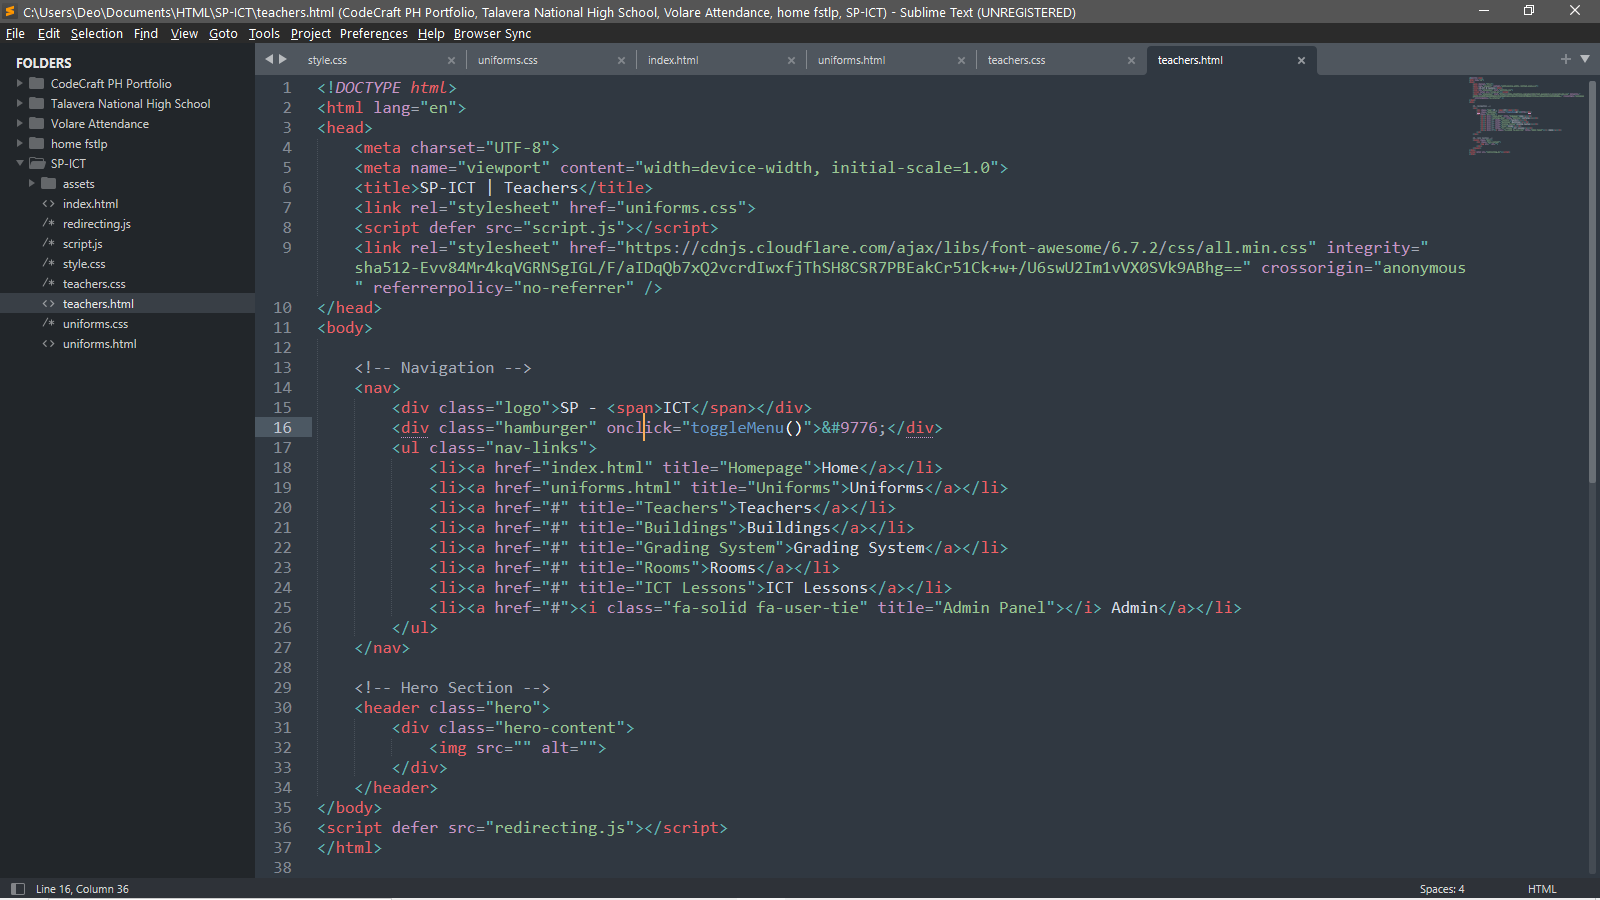 C:\Users\Deo\Documents\HTML\SP-ICT\teachers.html (CodeCraft PH Portfolio, Talavera National High School, Volare Attendance, home fstlp, SP-ICT) - Sublime Text (UNREGISTERED)
File Edit Selection Find View Goto Tools Project Preferences Help Browser Sync
FOLDERS
CodeCraft PH Portfolio
Talavera National High School
Volare Attendance
home fstlp
SP-ICT
assets
<> index.html
/* redirecting.js
/* script.js
/* style.css
/* teachers.css
<> teachers.html
/* uniforms.css
<> uniforms.html
style.css × uniforms.css × index.html × uniforms.html × teachers.css × teachers.html ×
1 <!DOCTYPE html>
2 <html lang="en">
3 <head>
4 <meta charset="UTF-8">
5 <meta name="viewport" content="width=device-width, initial-scale=1.0">
6 <title>SP-ICT | Teachers</title>
7 <link rel="stylesheet" href="uniforms.css">
8 <script defer src="script.js"></script>
9 <link rel="stylesheet" href="https://cdnjs.cloudflare.com/ajax/libs/font-awesome/6.7.2/css/all.min.css" integrity="
sha512-Evv84Mr4kqVGRNSgIGL/F/aIDqQb7xQ2vcrdIwxfjThSH8CSR7PBEakCr51Ck+w+/U6swU2Im1vVX0SVk9ABhg==" crossorigin="anonymous
" referrerpolicy="no-referrer" />
10 </head>
11 <body>
12
13 <!-- Navigation -->
14 <nav>
15 <div class="logo">SP - <span>ICT</span></div>
16 <div class="hamburger" onclick="toggleMenu()">&#9776;</div>
17 <ul class="nav-links">
18 <li><a href="index.html" title="Homepage">Home</a></li>
19 <li><a href="uniforms.html" title="Uniforms">Uniforms</a></li>
20 <li><a href="#" title="Teachers">Teachers</a></li>
21 <li><a href="#" title="Buildings">Buildings</a></li>
22 <li><a href="#" title="Grading System">Grading System</a></li>
23 <li><a href="#" title="Rooms">Rooms</a></li>
24 <li><a href="#" title="ICT Lessons">ICT Lessons</a></li>
25 <li><a href="#"><i class="fa-solid fa-user-tie" title="Admin Panel"></i> Admin</a></li>
26 </ul>
27 </nav>
28
29 <!-- Hero Section -->
30 <header class="hero">
31 <div class="hero-content">
32 <img src="" alt="">
33 </div>
34 </header>
35 </body>
36 <script defer src="redirecting.js"></script>
37 </html>
38
Line 16, Column 36 Spaces: 4 HTML